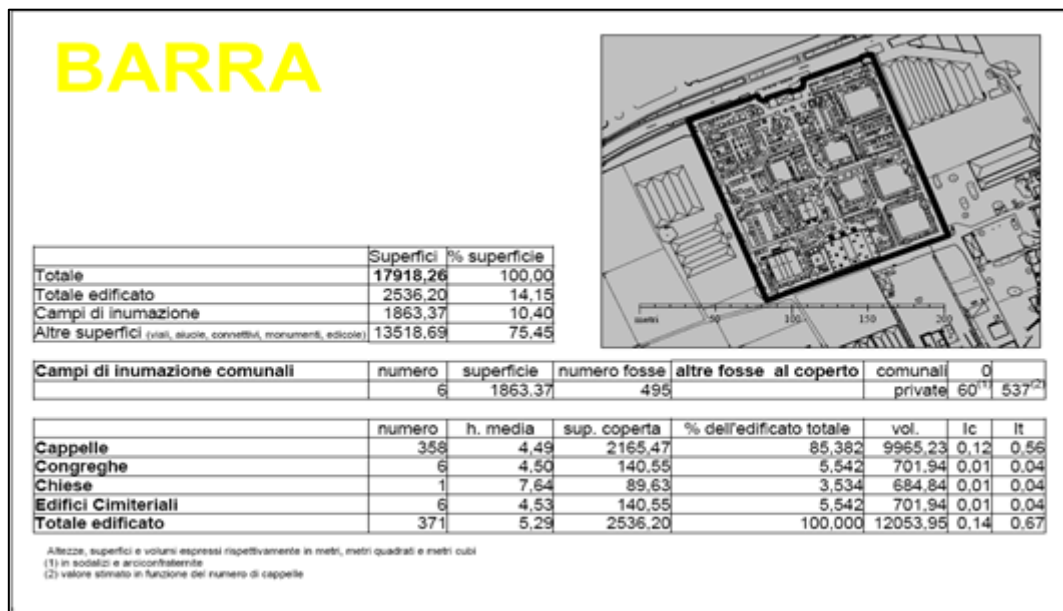 BARRA
metri 50 100 150 200
Superfici % superficie
Totale 17918,26 100,00
Totale edificato 2536,20 14,15
Campi di inumazione 1863,37 10,40
Altre superfici (viali, aiuole, connettivi, monumenti, edicole) 13518,69 75,45
Campi di inumazione comunali numero superficie numero fosse altre fosse al coperto comunali 0
6 1863.37 495 private 60(1) 537(2)
numero h. media sup. coperta % dell'edificato totale vol. Ic It
Cappelle 358 4,49 2165,47 85,382 9965,23 0,12 0,56
Congreghe 6 4,50 140,55 5,542 701,94 0,01 0,04
Chiese 1 7,64 89,63 3,534 684,84 0,01 0,04
Edifici Cimiteriali 6 4,53 140,55 5,542 701,94 0,01 0,04
Totale edificato 371 5,29 2536,20 100,000 12053,95 0,14 0,67
Altezze, superfici e volumi espressi rispettivamente in metri, metri quadrati e metri cubi
(1) in sodalizi e arciconfraternite
(2) valore stimato in funzione del numero di cappelle